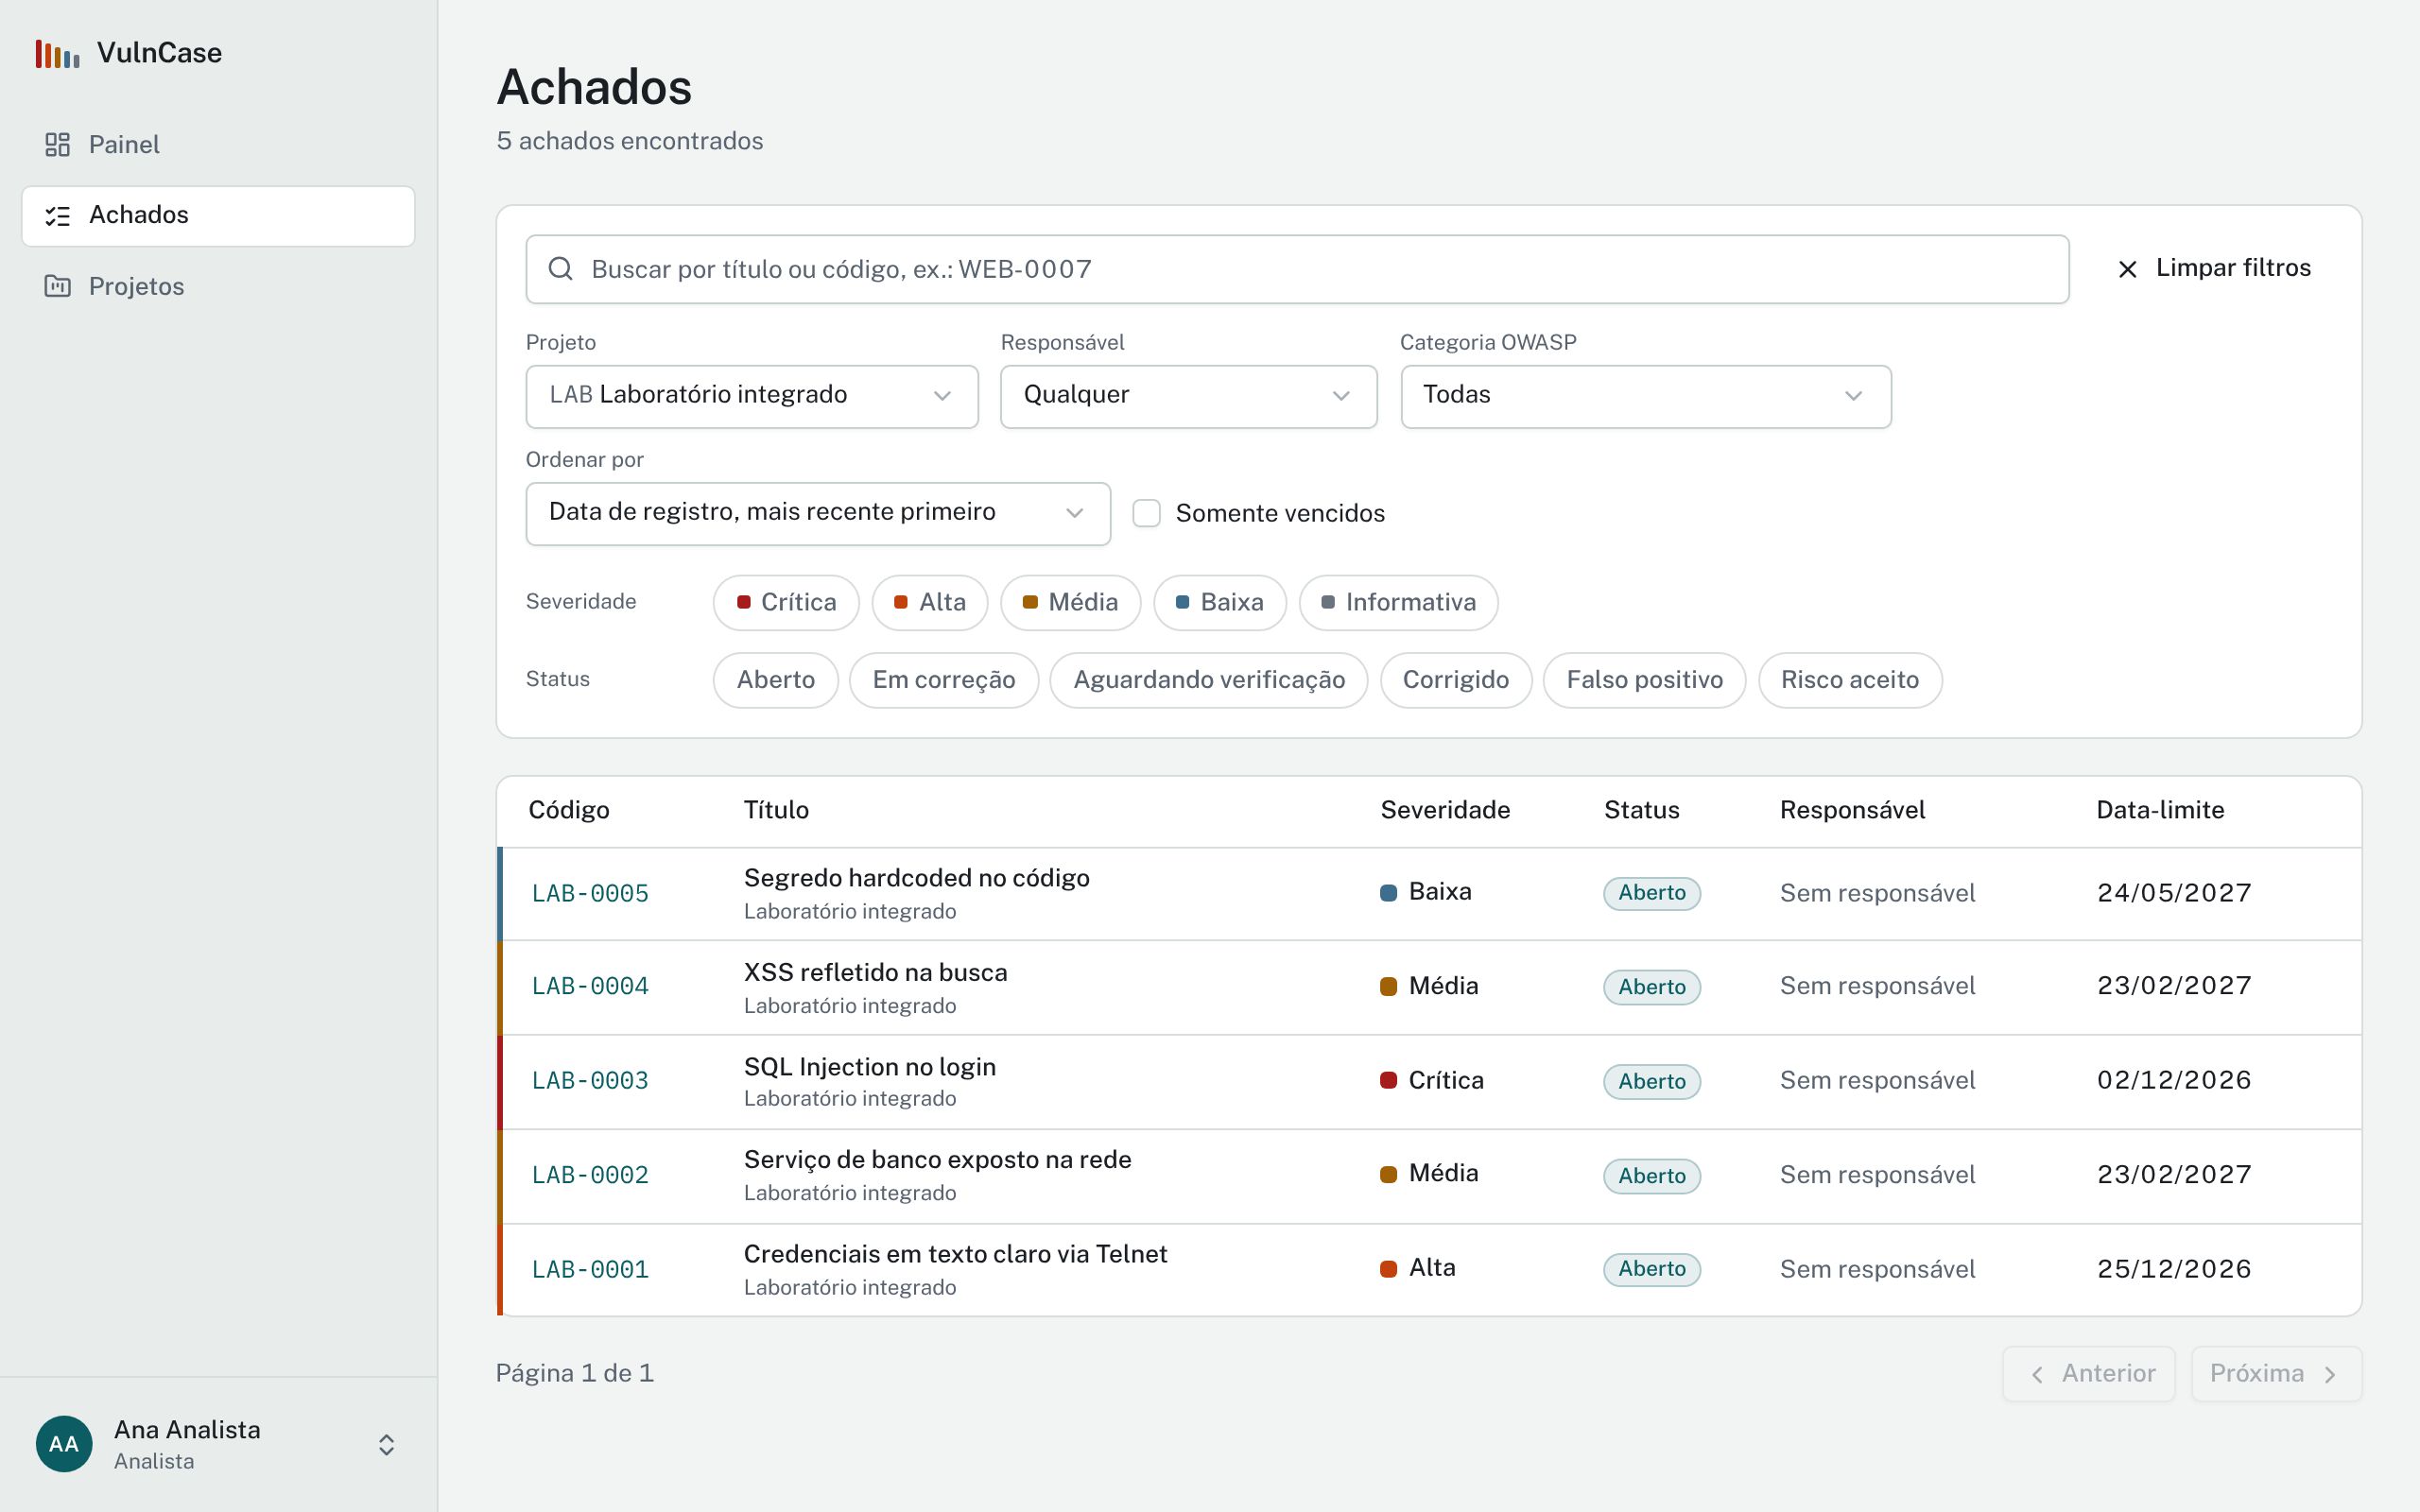 VulnCase
Painel
Achados
Projetos
AA
Ana Analista
Analista
Achados
5 achados encontrados
Buscar por título ou código, ex.: WEB-0007
Limpar filtros
Projeto
Responsável
Categoria OWASP
LAB Laboratório integrado
Qualquer
Todas
Ordenar por
Data de registro, mais recente primeiro
Somente vencidos
Severidade
Crítica
Alta
Média
Baixa
Informativa
Status
Aberto
Em correção
Aguardando verificação
Corrigido
Falso positivo
Risco aceito
Código Título Severidade Status Responsável Data-limite
LAB-0005 Segredo hardcoded no código Baixa Aberto Sem responsável 24/05/2027
Laboratório integrado
LAB-0004 XSS refletido na busca Média Aberto Sem responsável 23/02/2027
Laboratório integrado
LAB-0003 SQL Injection no login Crítica Aberto Sem responsável 02/12/2026
Laboratório integrado
LAB-0002 Serviço de banco exposto na rede Média Aberto Sem responsável 23/02/2027
Laboratório integrado
LAB-0001 Credenciais em texto claro via Telnet Alta Aberto Sem responsável 25/12/2026
Laboratório integrado
Página 1 de 1
Anterior
Próxima